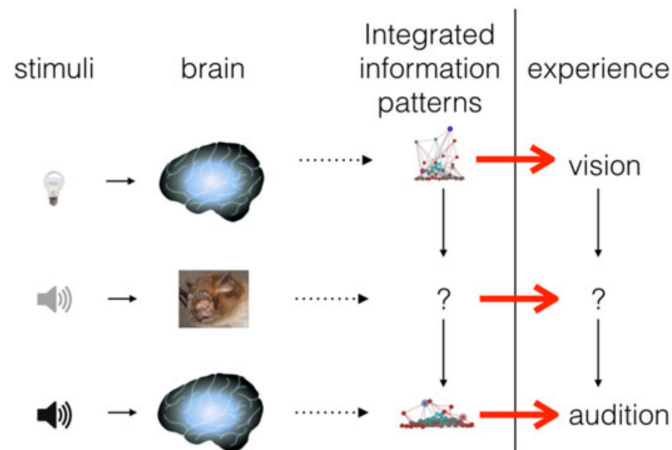 stimuli
brain
Integrated
information
patterns
experience
vision
?
?
audition